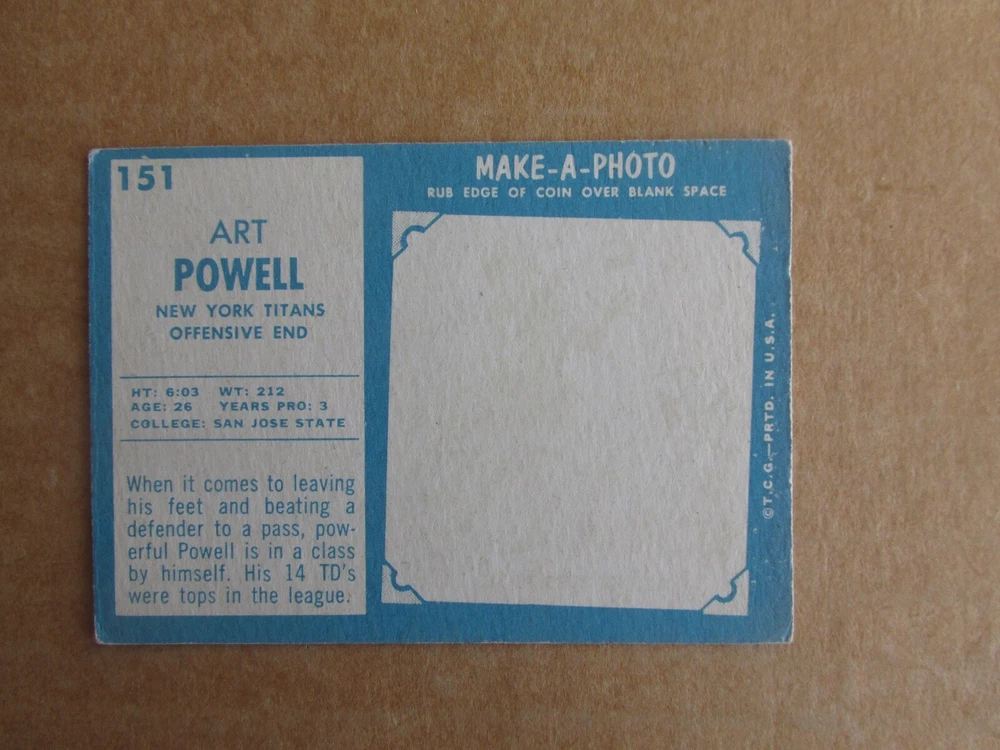 151
ART
POWELL
NEW YORK TITANS
OFFENSIVE END
HT: 6:03 WT: 212
AGE: 26 YEARS PRO: 3
COLLEGE: SAN JOSE STATE
When it comes to leaving
his feet and beating a
defender to a pass, pow-
erful Powell is in a class
by himself. His 14 TD's
were tops in the league.
MAKE-A-PHOTO
RUB EDGE OF COIN OVER BLANK SPACE
©T.C.G.—PRTD. IN U.S.A.